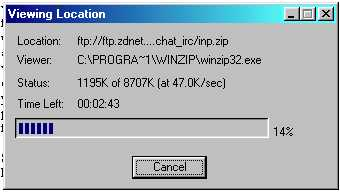 Viewing Location
Location: ftp://ftp.zdnet....chat_irc/inp.zip
Viewer: C:\PROGRA~1\WINZIP\winzip32.exe
Status: 1195K of 8707K (at 47.0K/sec)
Time Left: 00:02:43
14%
Cancel